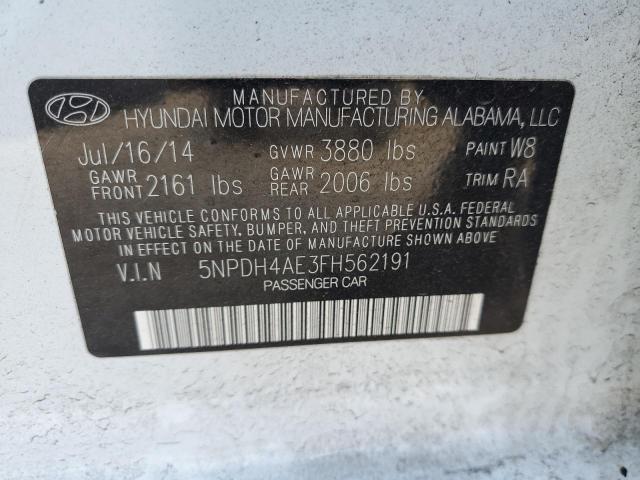 MANUFACTURED BY
HYUNDAI MOTOR MANUFACTURING ALABAMA, LLC
Jul/16/14 GVWR 3880 lbs PAINT W8
GAWR FRONT 2161 lbs GAWR REAR 2006 lbs TRIM RA
THIS VEHICLE CONFORMS TO ALL APPLICABLE U.S.A. FEDERAL
MOTOR VEHICLE SAFETY, BUMPER, AND THEFT PREVENTION STANDARDS
IN EFFECT ON THE DATE OF MANUFACTURE SHOWN ABOVE.
V.I.N 5NPDH4AE3FH562191
PASSENGER CAR